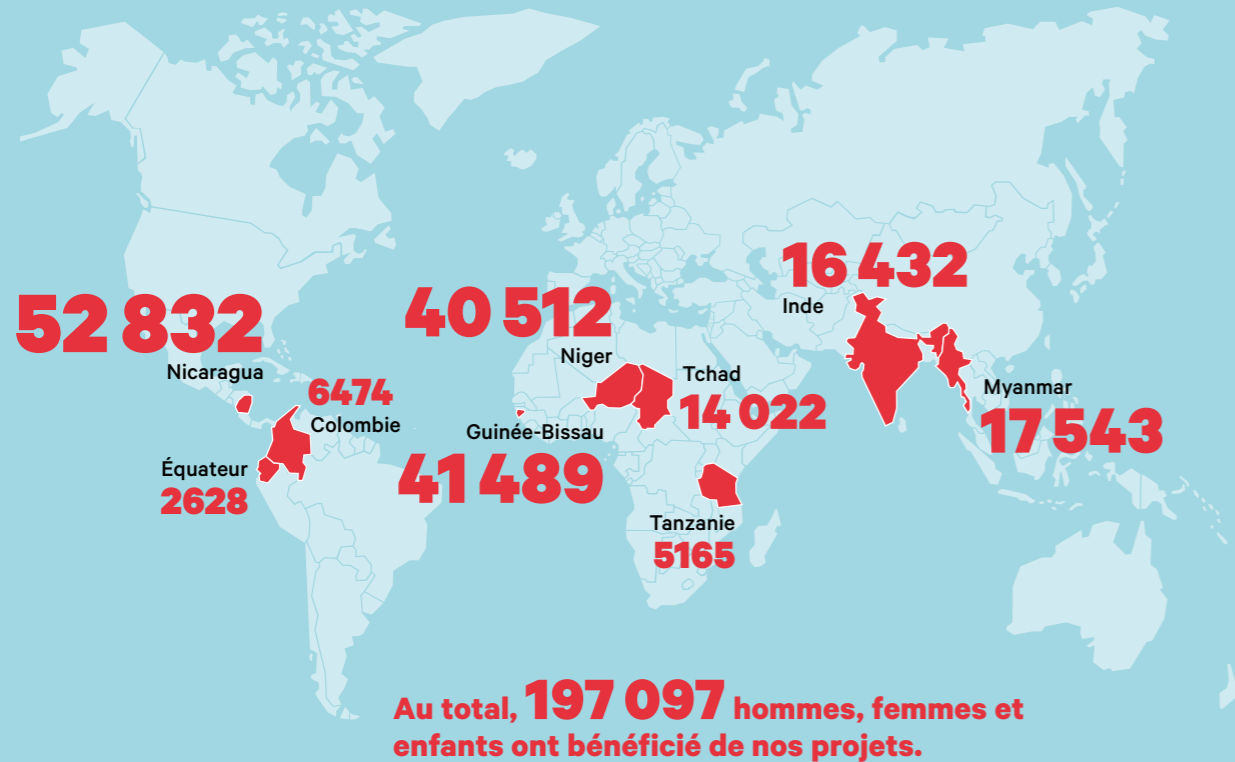 52 832
Nicaragua
6474
Colombie
Équateur
2628
40 512
Niger
Tchad
14 022
Guinée-Bissau
41 489
Tanzanie
5165
16 432
Inde
Myanmar
17 543
Au total, 197 097 hommes, femmes et
enfants ont bénéficié de nos projets.